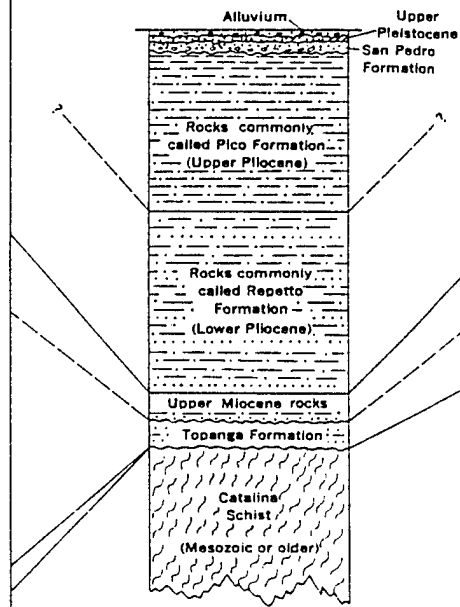 Alluvium
Upper
Pleistocene
San Pedro
Formation
?
?
Rocks commonly
called Pico Formation
(Upper Pliocene)
Rocks commonly
called Repetto
Formation
(Lower Pliocene)
Upper Miocene rocks
Topanga Formation
Catalina
Schist
(Mesozoic or older)